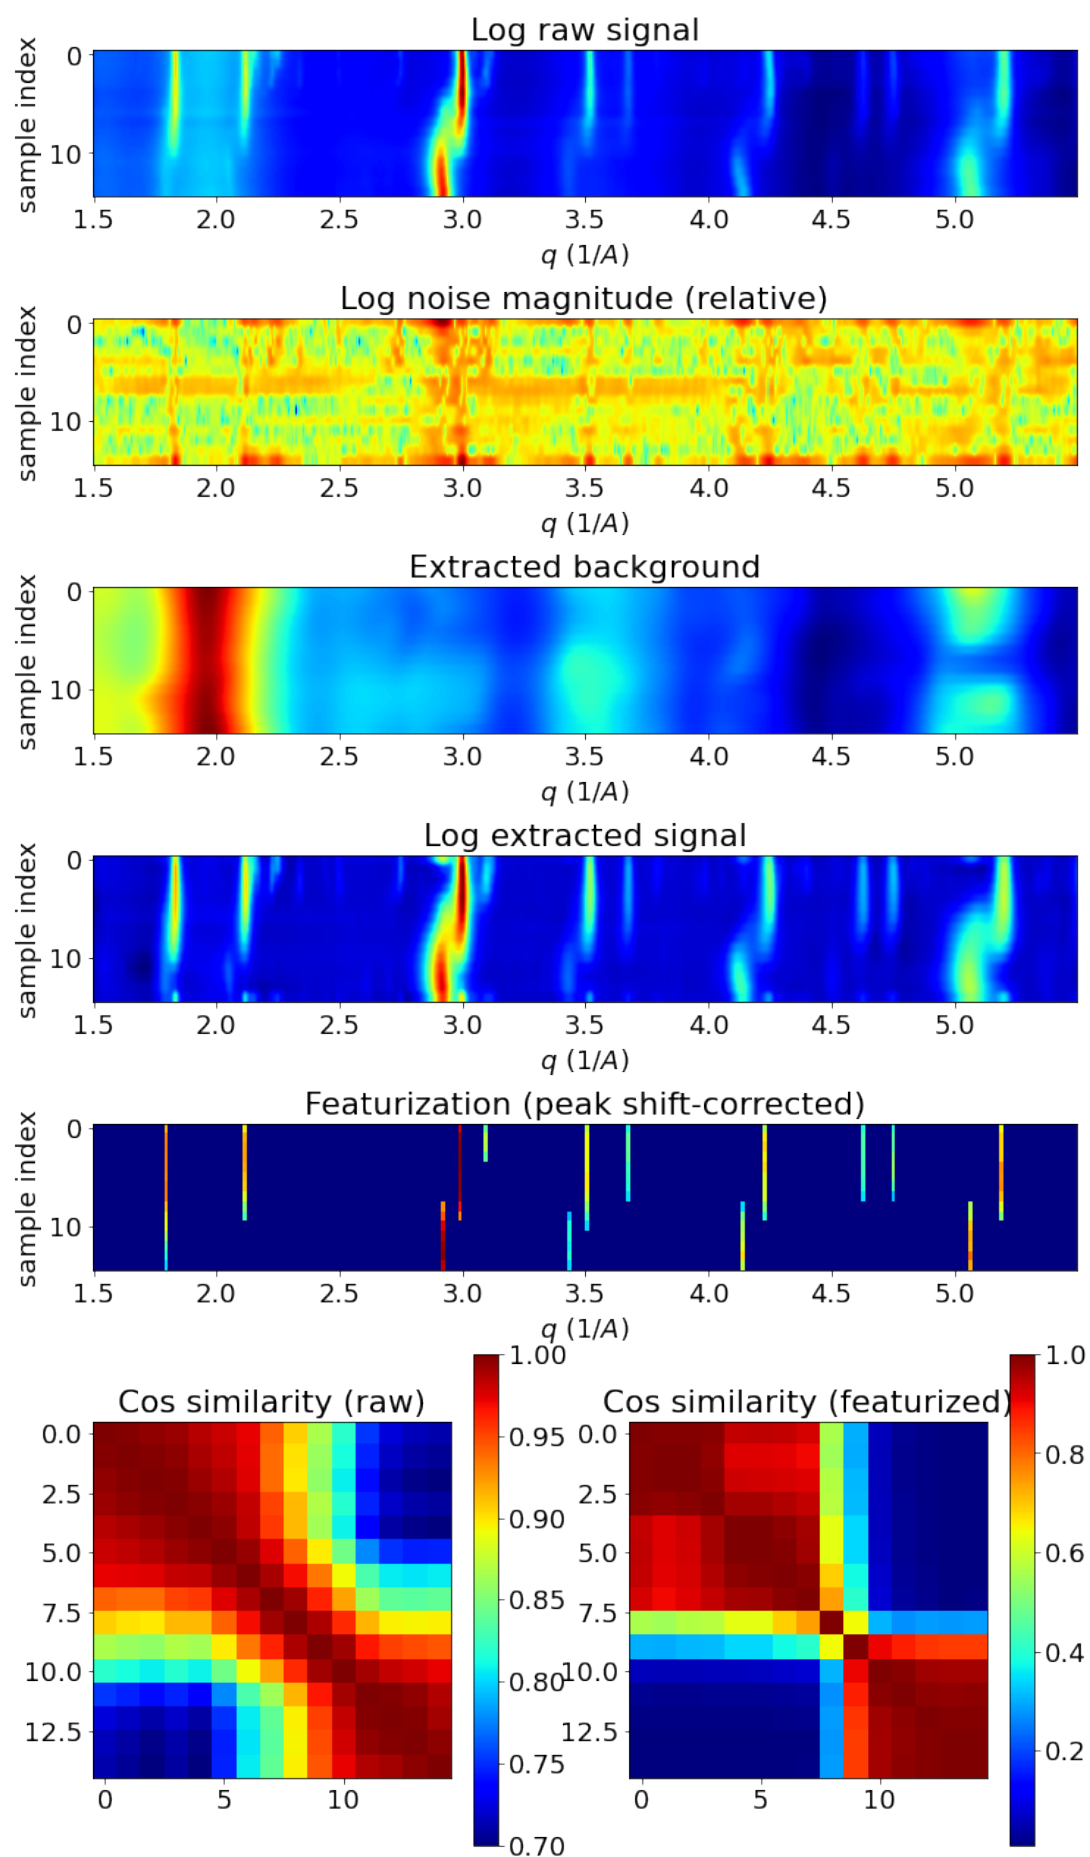 Log raw signal
sample index
0
10
1.5 2.0 2.5 3.0 3.5 4.0 4.5 5.0
q (1/A)
Log noise magnitude (relative)
sample index
0
10
1.5 2.0 2.5 3.0 3.5 4.0 4.5 5.0
q (1/A)
Extracted background
sample index
0
10
1.5 2.0 2.5 3.0 3.5 4.0 4.5 5.0
q (1/A)
Log extracted signal
sample index
0
10
1.5 2.0 2.5 3.0 3.5 4.0 4.5 5.0
q (1/A)
Featurization (peak shift-corrected)
sample index
0
10
1.5 2.0 2.5 3.0 3.5 4.0 4.5 5.0
q (1/A)
Cos similarity (raw)
0.0
2.5
5.0
7.5
10.0
12.5
0 5 10
1.00
0.95
0.90
0.85
0.80
0.75
0.70
Cos similarity (featurized)
0.0
2.5
5.0
7.5
10.0
12.5
0 5 10
1.0
0.8
0.6
0.4
0.2